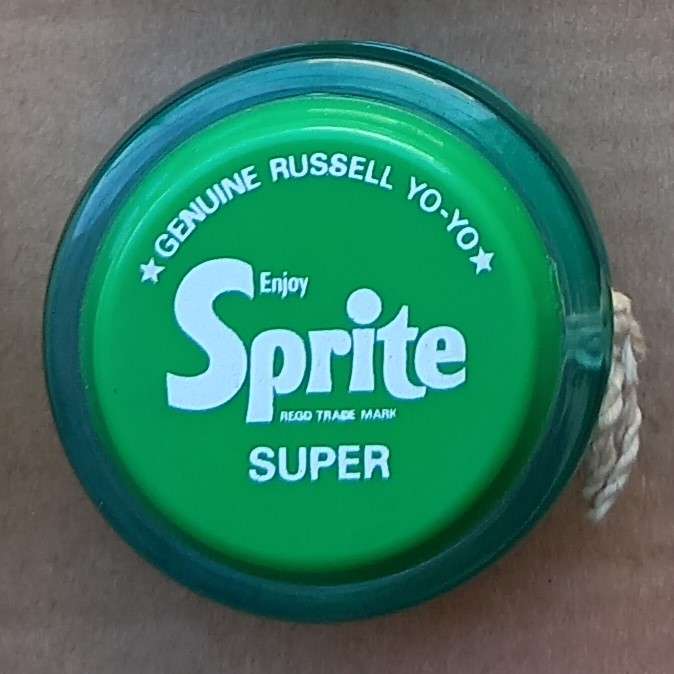 ★GENUINE RUSSELL YO-YO★
Enjoy
Sprite
REGD TRADE MARK
SUPER